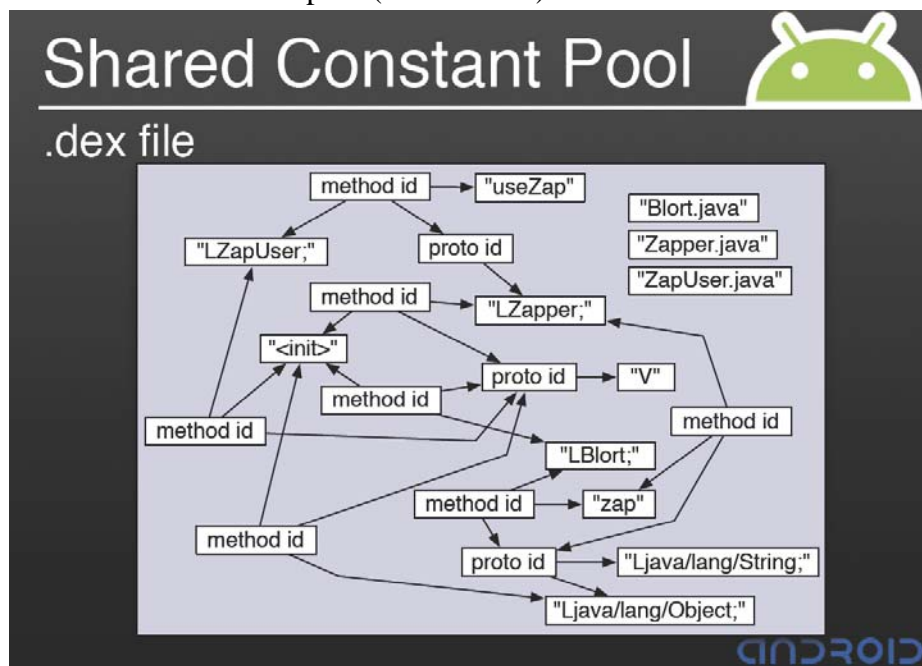 Shared Constant Pool
.dex file
method id
"useZap"
"Blort.java"
"LZapUser;"
proto id
"Zapper.java"
"ZapUser.java"
method id
"LZapper;"
"<init>"
proto id
"V"
method id
method id
method id
"LBlort;"
method id
"zap"
method id
proto id
"Ljava/lang/String;"
"Ljava/lang/Object;"
ANDROID